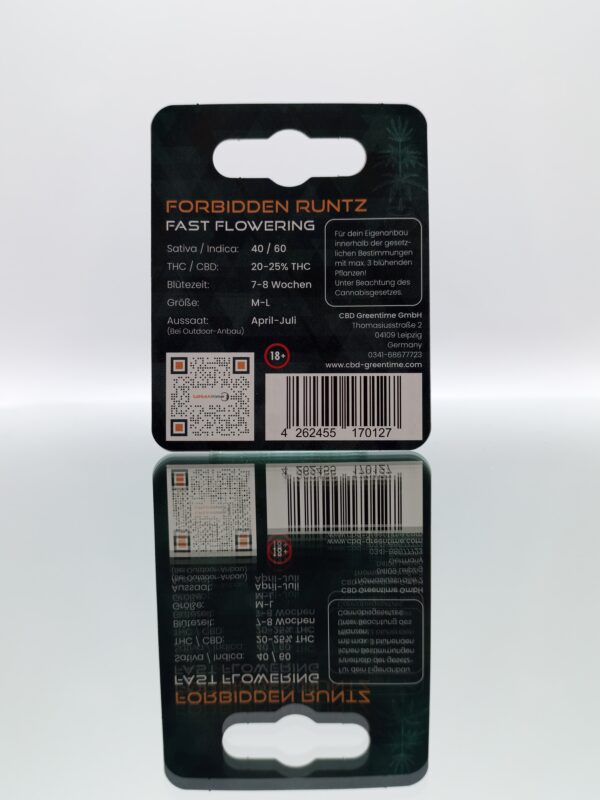 FORBIDDEN RUNTZ
FAST FLOWERING
Sativa / Indica: 40 / 60
THC / CBD: 20-25% THC
Blütezeit: 7-8 Wochen
Größe: M-L
Aussaat: April-Juli
(Bei Outdoor-Anbau)
Für dein Eigenanbau
innerhalb der gesetz-
lichen Bestimmungen
mit max. 3 blühenden
Pflanzen!
Unter Beachtung des
Cannabisgesetzes.
CBD Greentime GmbH
Thomasiusstraße 2
04109 Leipzig
Germany
0341-68677723
www.cbd-greentime.com
18+
4 262455 170127